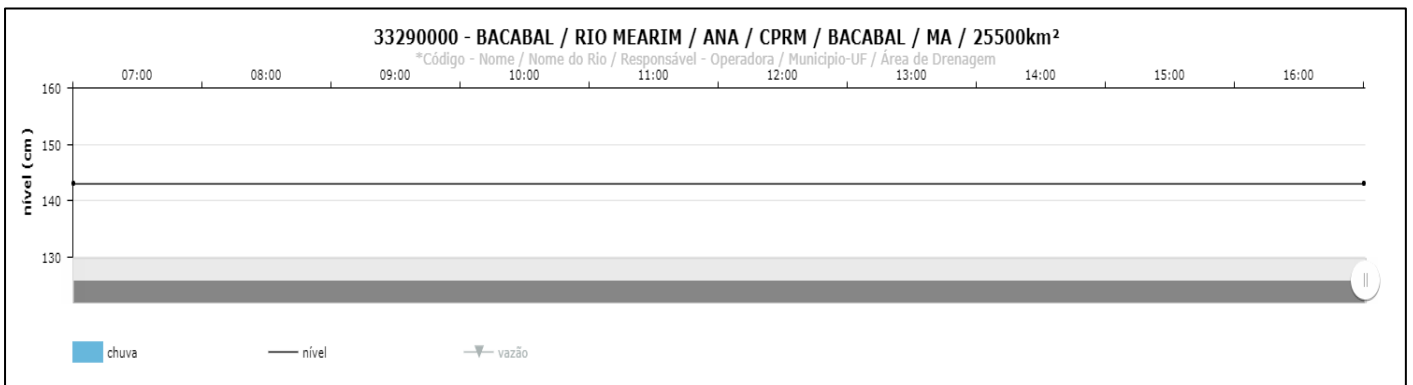 33290000 - BACABAL / RIO MEARIM / ANA / CPRM / BACABAL / MA / 25500km²
*Código - Nome / Nome do Rio / Responsável - Operadora / Municipio-UF / Área de Drenagem
07:00 08:00 09:00 10:00 11:00 12:00 13:00 14:00 15:00 16:00
160
150
140
130
nível (cm)
chuva nível vazão